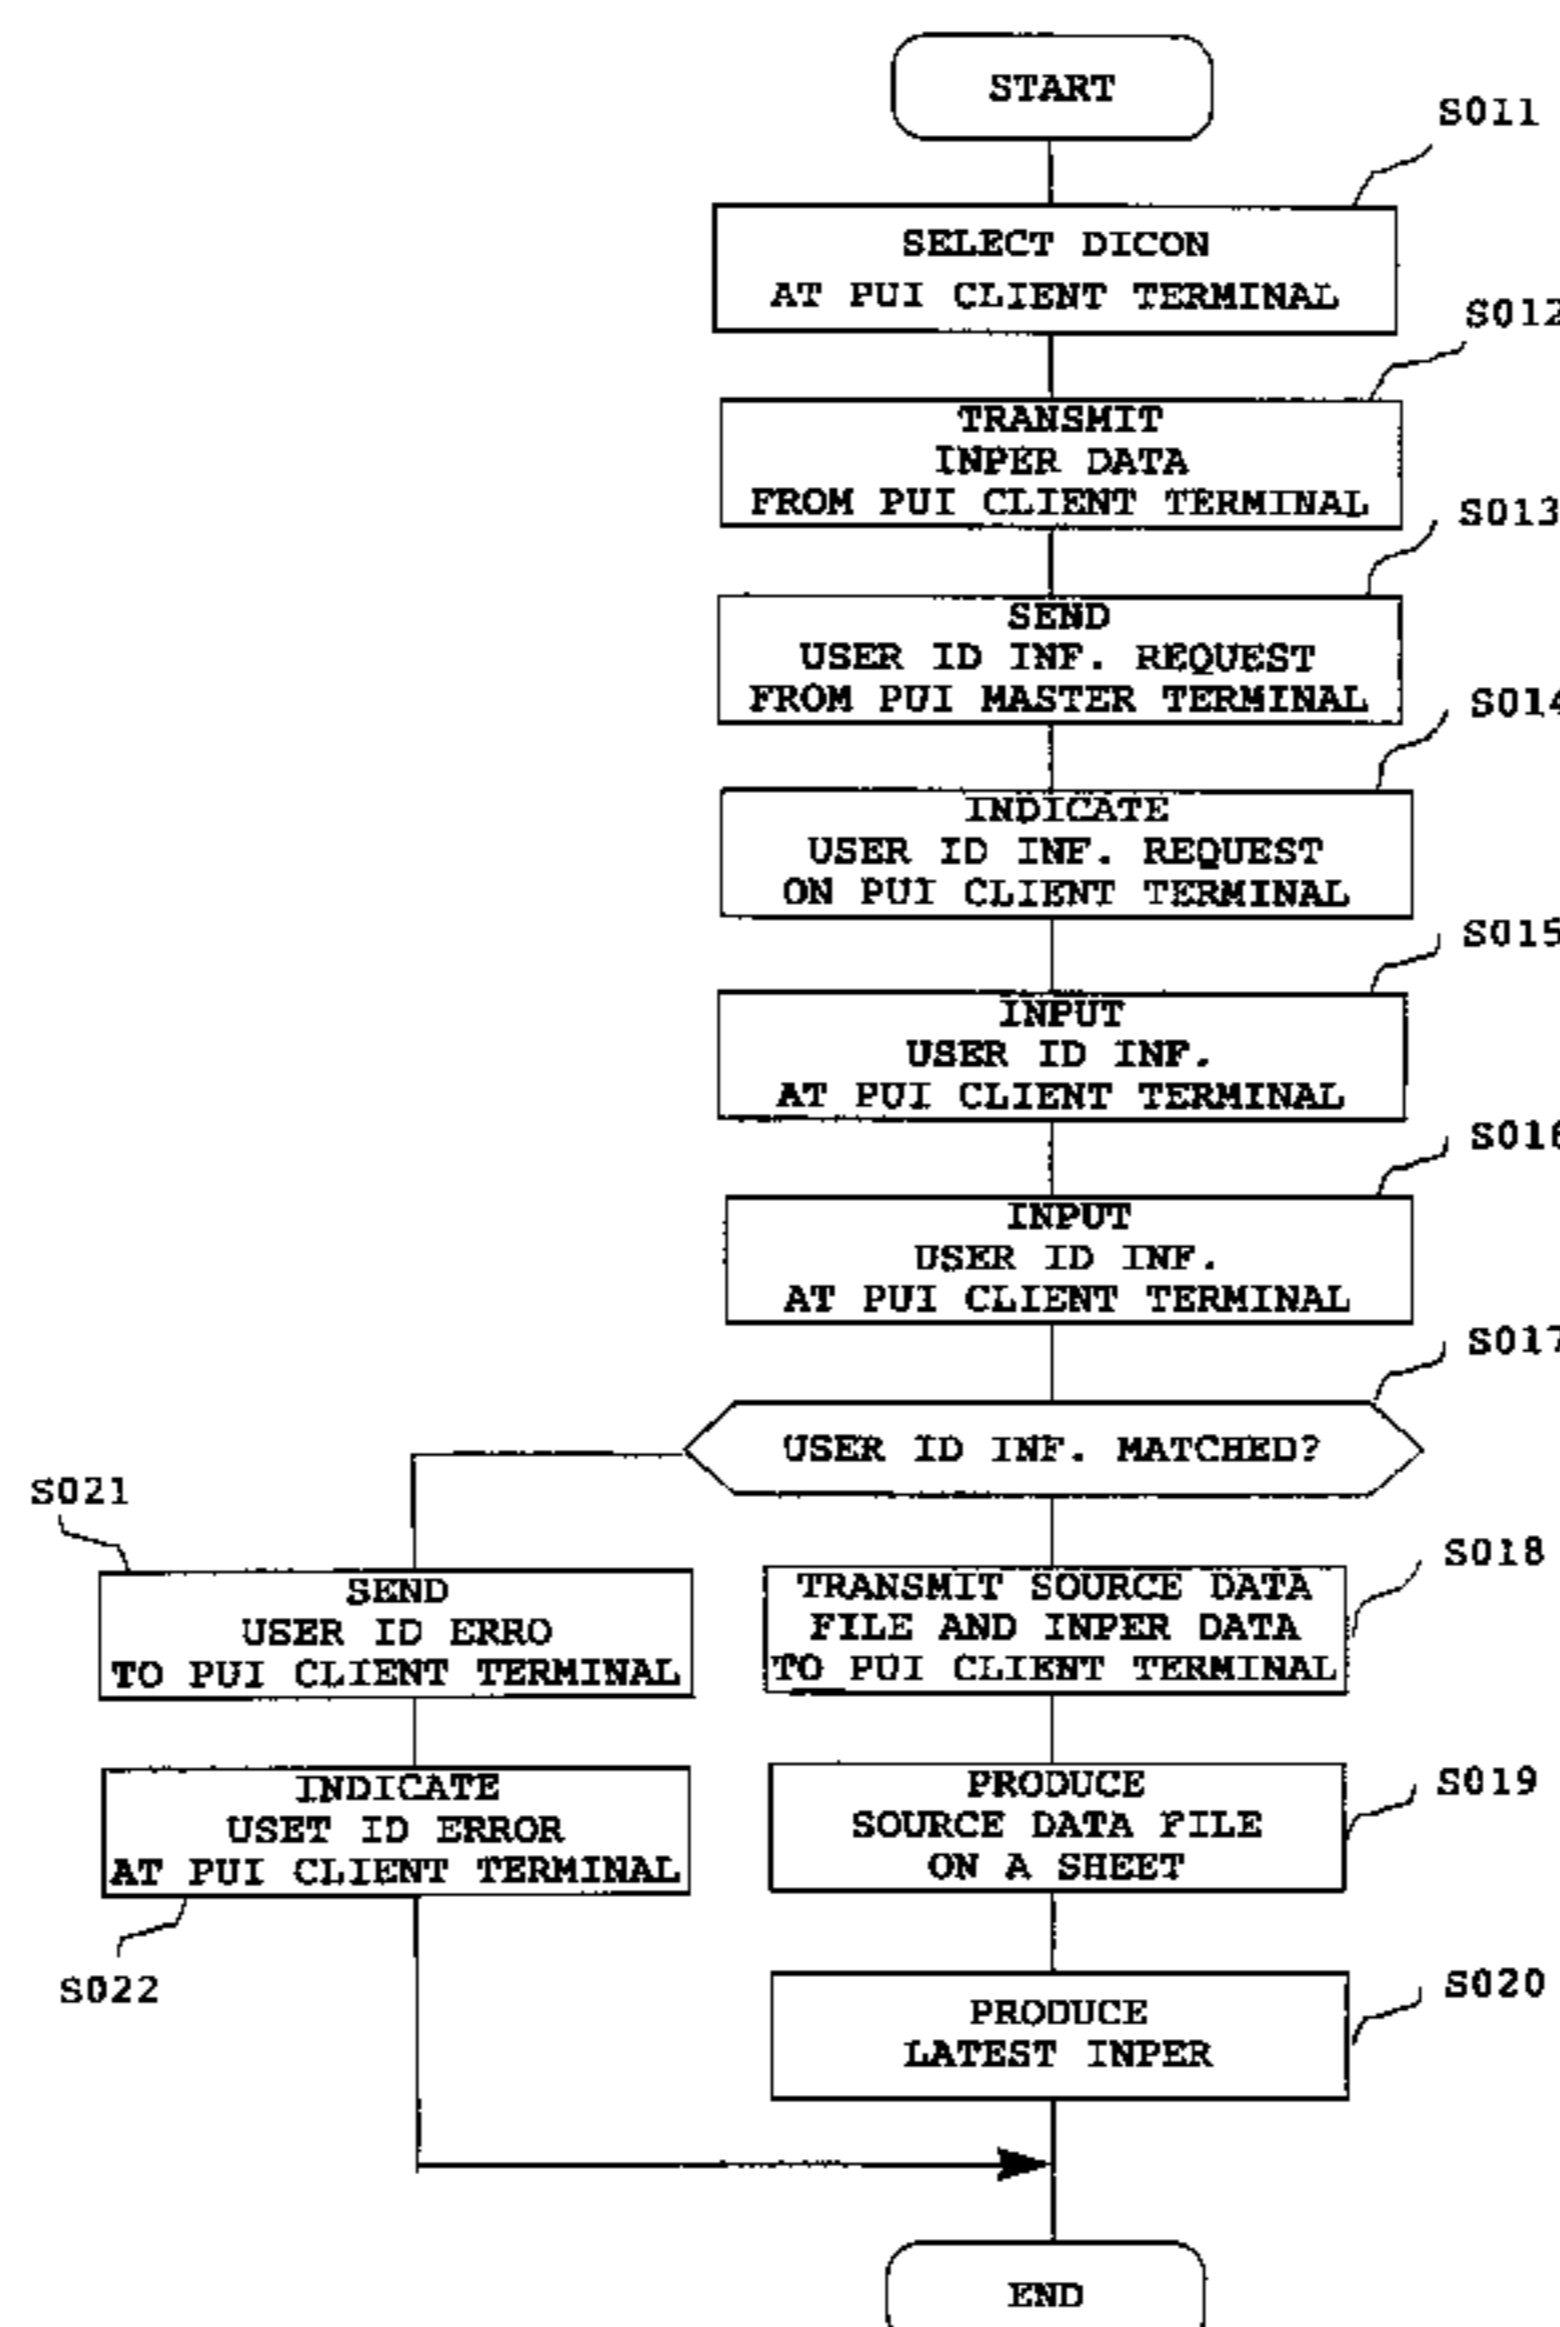 START
S011
SELECT DICON
AT PUI CLIENT TERMINAL
S012
TRANSMIT
INPER DATA
FROM PUI CLIENT TERMINAL
S013
SEND
USER ID INF. REQUEST
FROM PUI MASTER TERMINAL
S014
INDICATE
USER ID INF. REQUEST
ON PUI CLIENT TERMINAL
S015
INPUT
USER ID INF.
AT PUI CLIENT TERMINAL
S016
INPUT
USER ID INF.
AT PUI CLIENT TERMINAL
S017
USER ID INF. MATCHED?
S021
SEND
USER ID ERRO
TO PUI CLIENT TERMINAL
S018
TRANSMIT SOURCE DATA
FILE AND INPER DATA
TO PUI CLIENT TERMINAL
INDICATE
USET ID ERROR
AT PUI CLIENT TERMINAL
S022
S019
PRODUCE
SOURCE DATA FILE
ON A SHEET
S020
PRODUCE
LATEST INPER
END